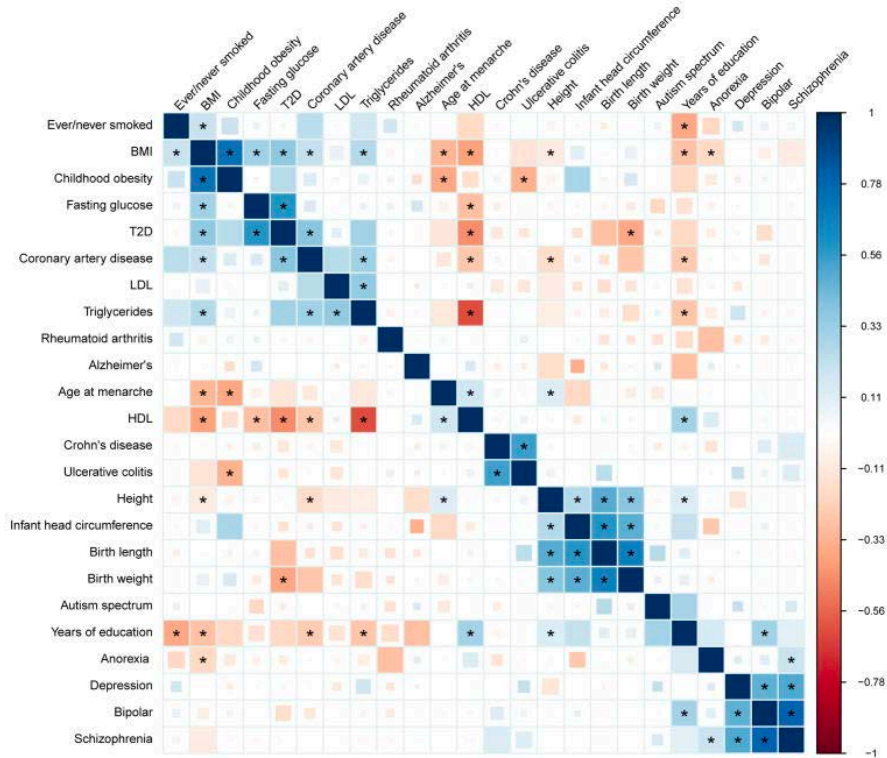 Ever/never smoked
BMI
Childhood obesity
Fasting glucose
T2D
Coronary artery disease
LDL
Triglycerides
Rheumatoid arthritis
Alzheimer's
Age at menarche
HDL
Crohn's disease
Ulcerative colitis
Height
Infant head circumference
Birth length
Birth weight
Autism spectrum
Years of education
Anorexia
Depression
Bipolar
Schizophrenia
Ever/never smoked
BMI
Childhood obesity
Fasting glucose
T2D
Coronary artery disease
LDL
Triglycerides
Rheumatoid arthritis
Alzheimer's
Age at menarche
HDL
Crohn's disease
Ulcerative colitis
Height
Infant head circumference
Birth length
Birth weight
Autism spectrum
Years of education
Anorexia
Depression
Bipolar
Schizophrenia
1
0.78
0.56
0.33
0.11
-0.11
-0.33
-0.56
-0.78
-1